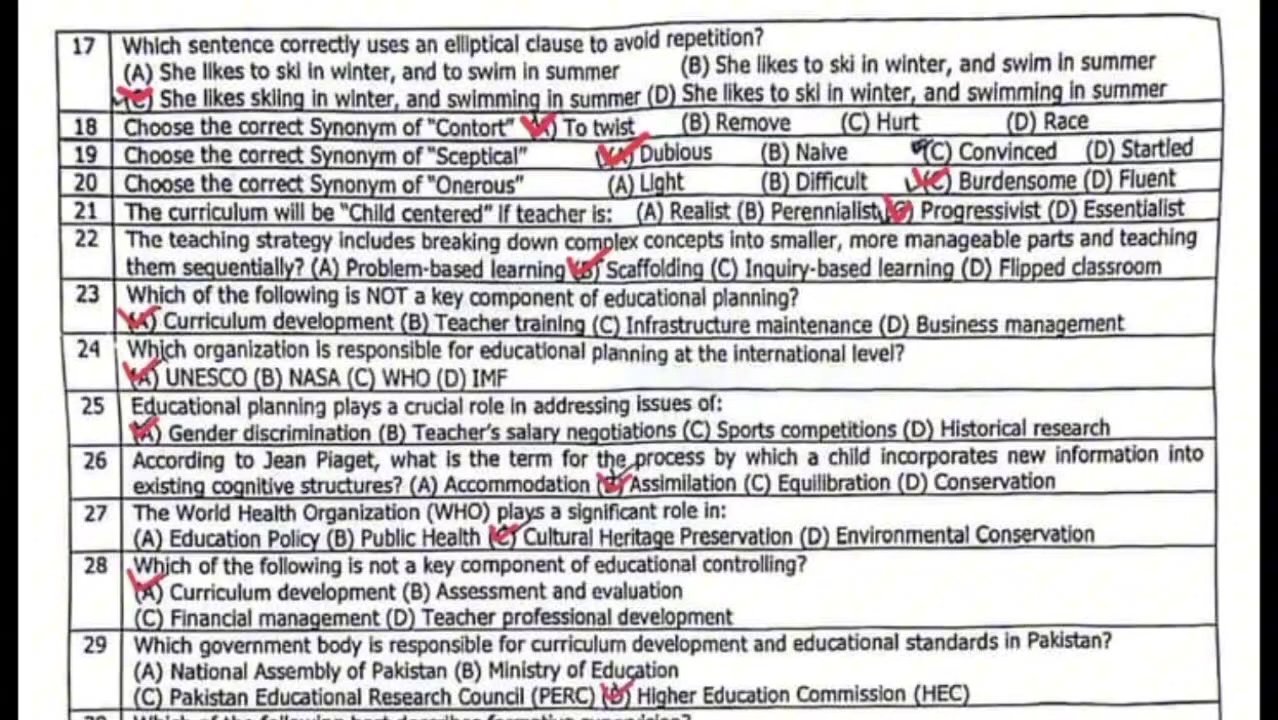 17 Which sentence correctly uses an elliptical clause to avoid repetition?
(A) She likes to ski in winter, and to swim in summer (B) She likes to ski in winter, and swim in summer
(C) She likes skiing in winter, and swimming in summer (D) She likes to ski in winter, and swimming in summer
18 Choose the correct Synonym of "Contort" (A) To twist (B) Remove (C) Hurt (D) Race
19 Choose the correct Synonym of "Sceptical" (A) Dubious (B) Naive (C) Convinced (D) Startled
20 Choose the correct Synonym of "Onerous" (A) Light (B) Difficult (C) Burdensome (D) Fluent
21 The curriculum will be "Child centered" if teacher is: (A) Realist (B) Perennialist (C) Progressivist (D) Essentialist
22 The teaching strategy includes breaking down complex concepts into smaller, more manageable parts and teaching
them sequentially? (A) Problem-based learning (B) Scaffolding (C) Inquiry-based learning (D) Flipped classroom
23 Which of the following is NOT a key component of educational planning?
(A) Curriculum development (B) Teacher training (C) Infrastructure maintenance (D) Business management
24 Which organization is responsible for educational planning at the international level?
(A) UNESCO (B) NASA (C) WHO (D) IMF
25 Educational planning plays a crucial role in addressing issues of:
(A) Gender discrimination (B) Teacher's salary negotiations (C) Sports competitions (D) Historical research
26 According to Jean Piaget, what is the term for the process by which a child incorporates new information into
existing cognitive structures? (A) Accommodation (B) Assimilation (C) Equilibration (D) Conservation
27 The World Health Organization (WHO) plays a significant role in:
(A) Education Policy (B) Public Health (C) Cultural Heritage Preservation (D) Environmental Conservation
28 Which of the following is not a key component of educational controlling?
(A) Curriculum development (B) Assessment and evaluation
(C) Financial management (D) Teacher professional development
29 Which government body is responsible for curriculum development and educational standards in Pakistan?
(A) National Assembly of Pakistan (B) Ministry of Education
(C) Pakistan Educational Research Council (PERC) (D) Higher Education Commission (HEC)